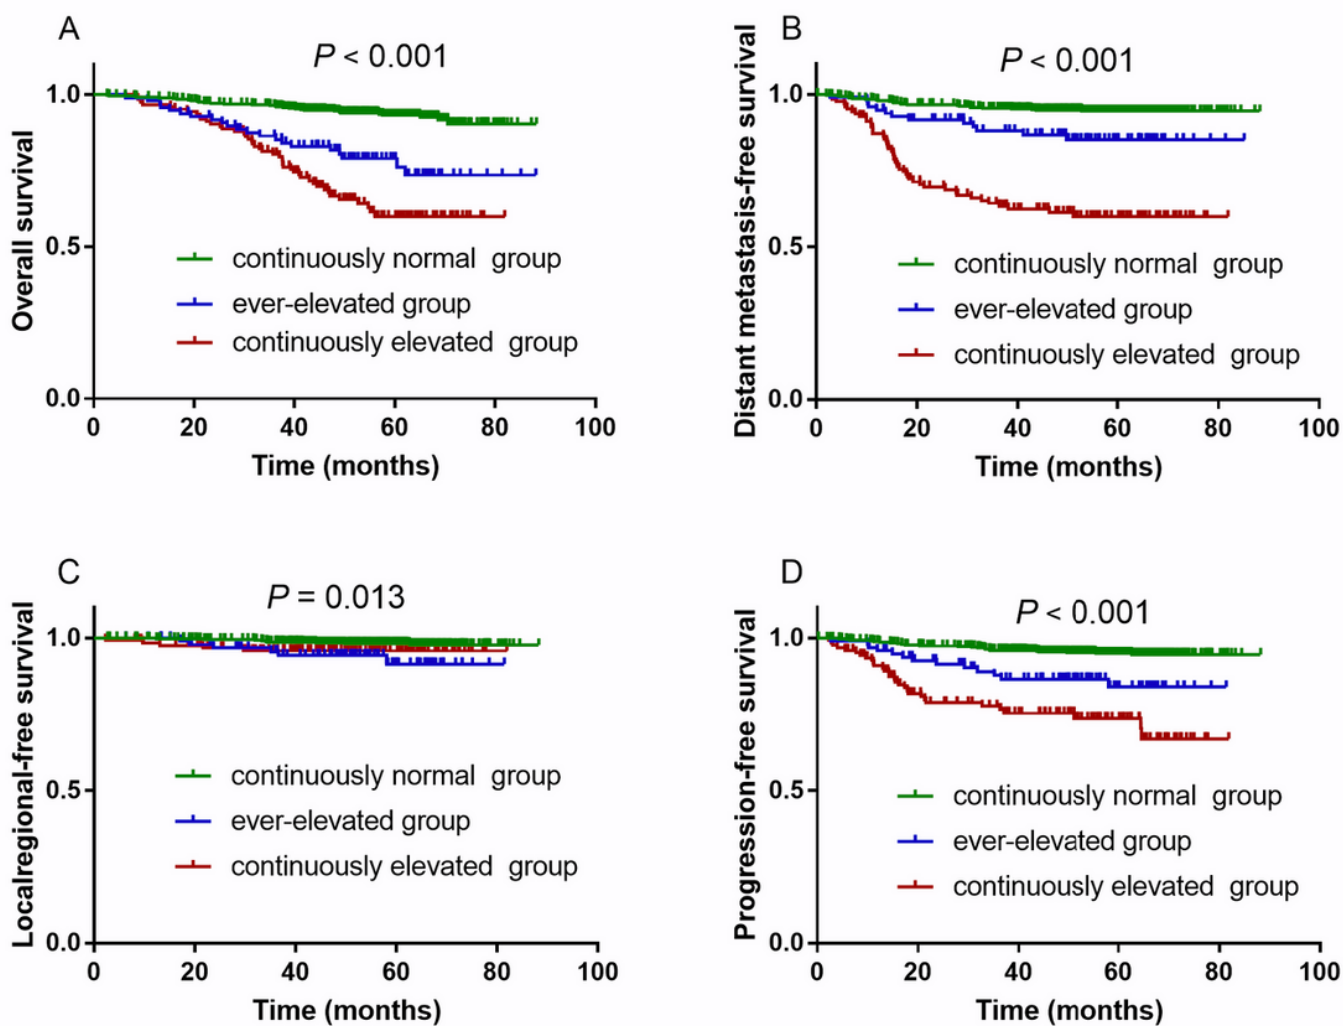 A
P < 0.001
Overall survival
1.0
0.5
0.0
continuously normal group
ever-elevated group
continuously elevated group
0 20 40 60 80 100
Time (months)
B
P < 0.001
Distant metastasis-free survival
1.0
0.5
0.0
continuously normal group
ever-elevated group
continuously elevated group
0 20 40 60 80 100
Time (months)
C
P = 0.013
Localregional-free survival
1.0
0.5
0.0
continuously normal group
ever-elevated group
continuously elevated group
0 20 40 60 80 100
Time (months)
D
P < 0.001
Progression-free survival
1.0
0.5
0.0
continuously normal group
ever-elevated group
continuously elevated group
0 20 40 60 80 100
Time (months)